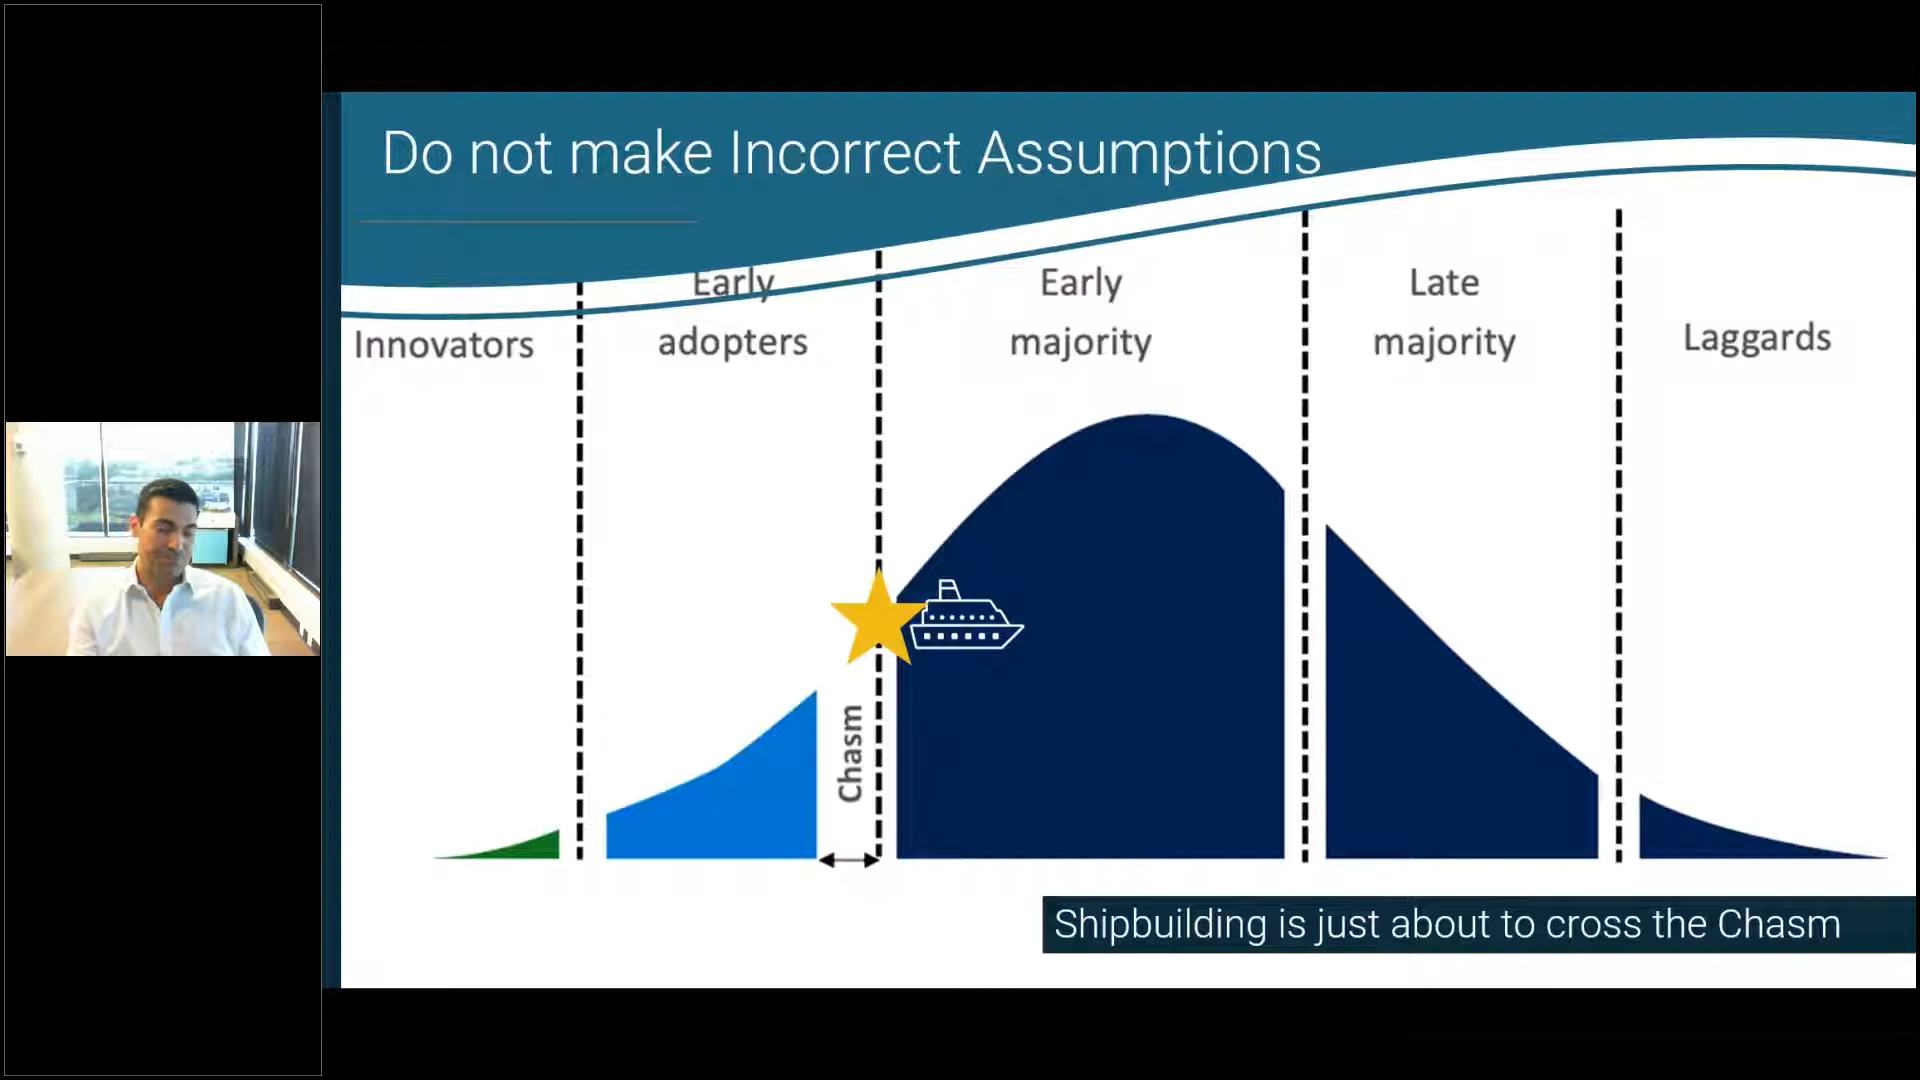 Do not make Incorrect Assumptions
Innovators
Early
adopters
Early
majority
Late
majority
Laggards
Chasm
Shipbuilding is just about to cross the Chasm